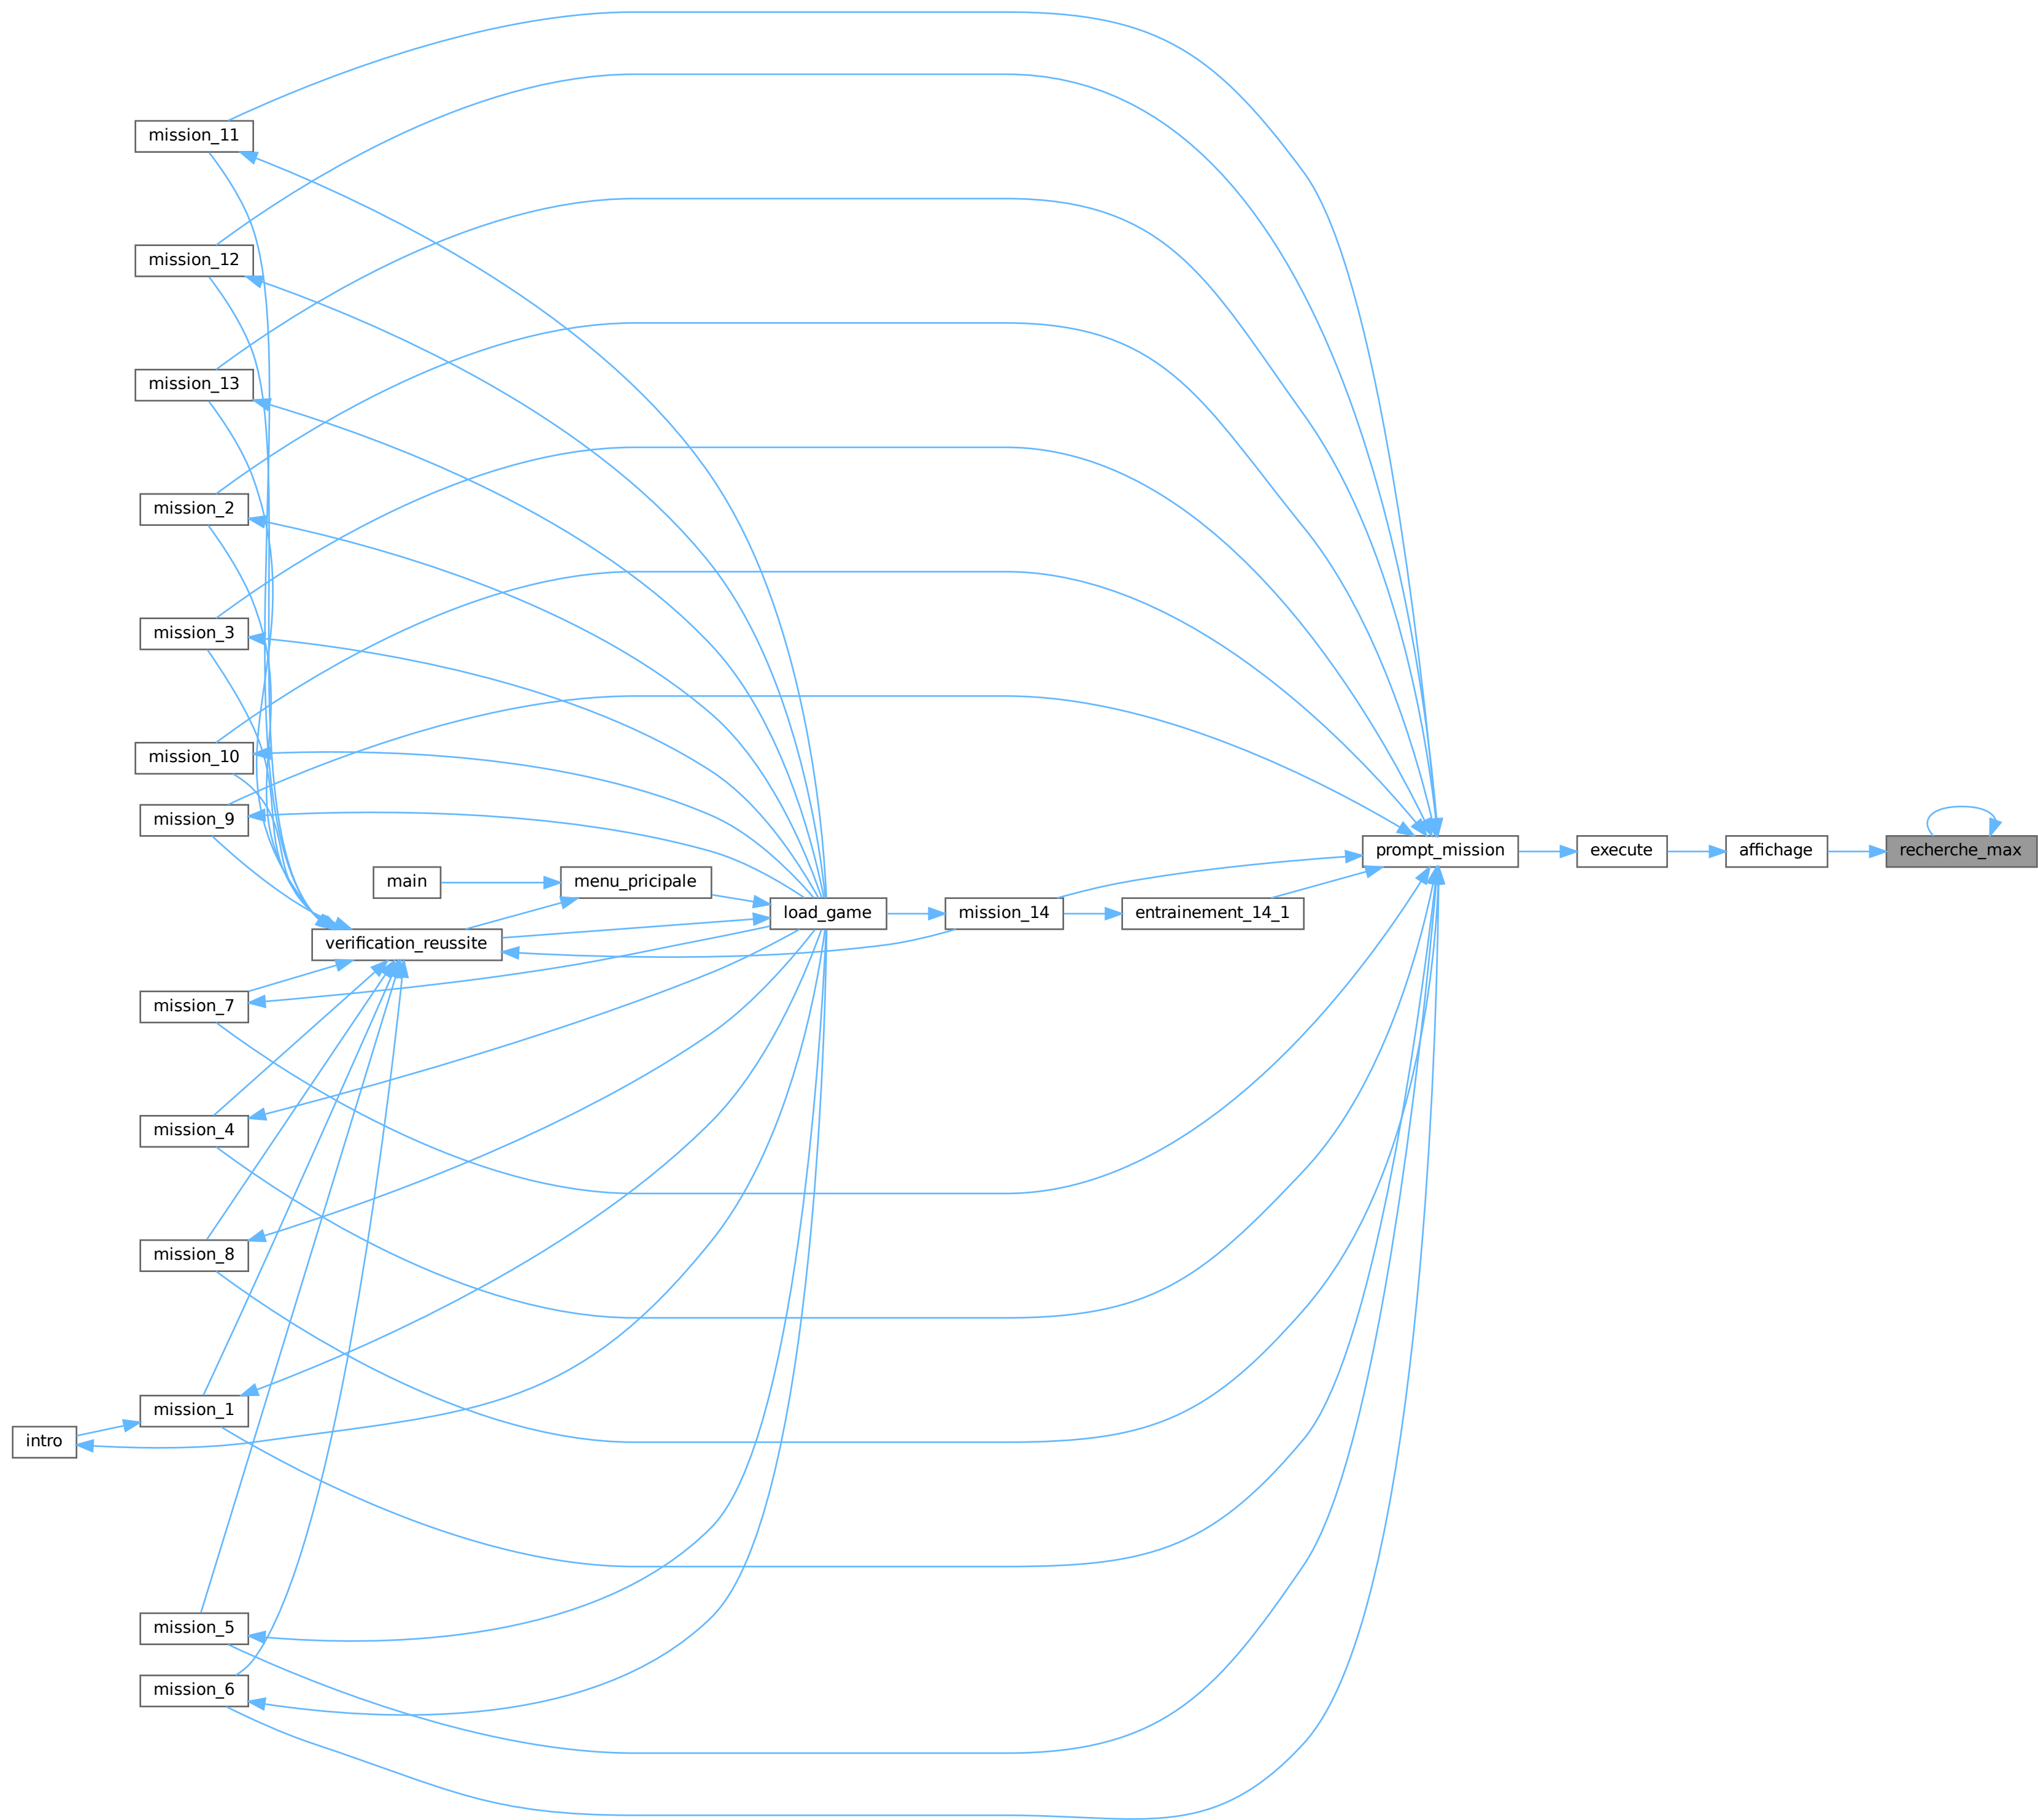 mission_11
mission_12
mission_13
mission_2
mission_3
mission_10
mission_9
prompt_mission
execute
affichage
recherche_max
main
menu_pricipale
load_game
mission_14
entrainement_14_1
verification_reussite
mission_7
mission_4
mission_8
mission_1
intro
mission_5
mission_6